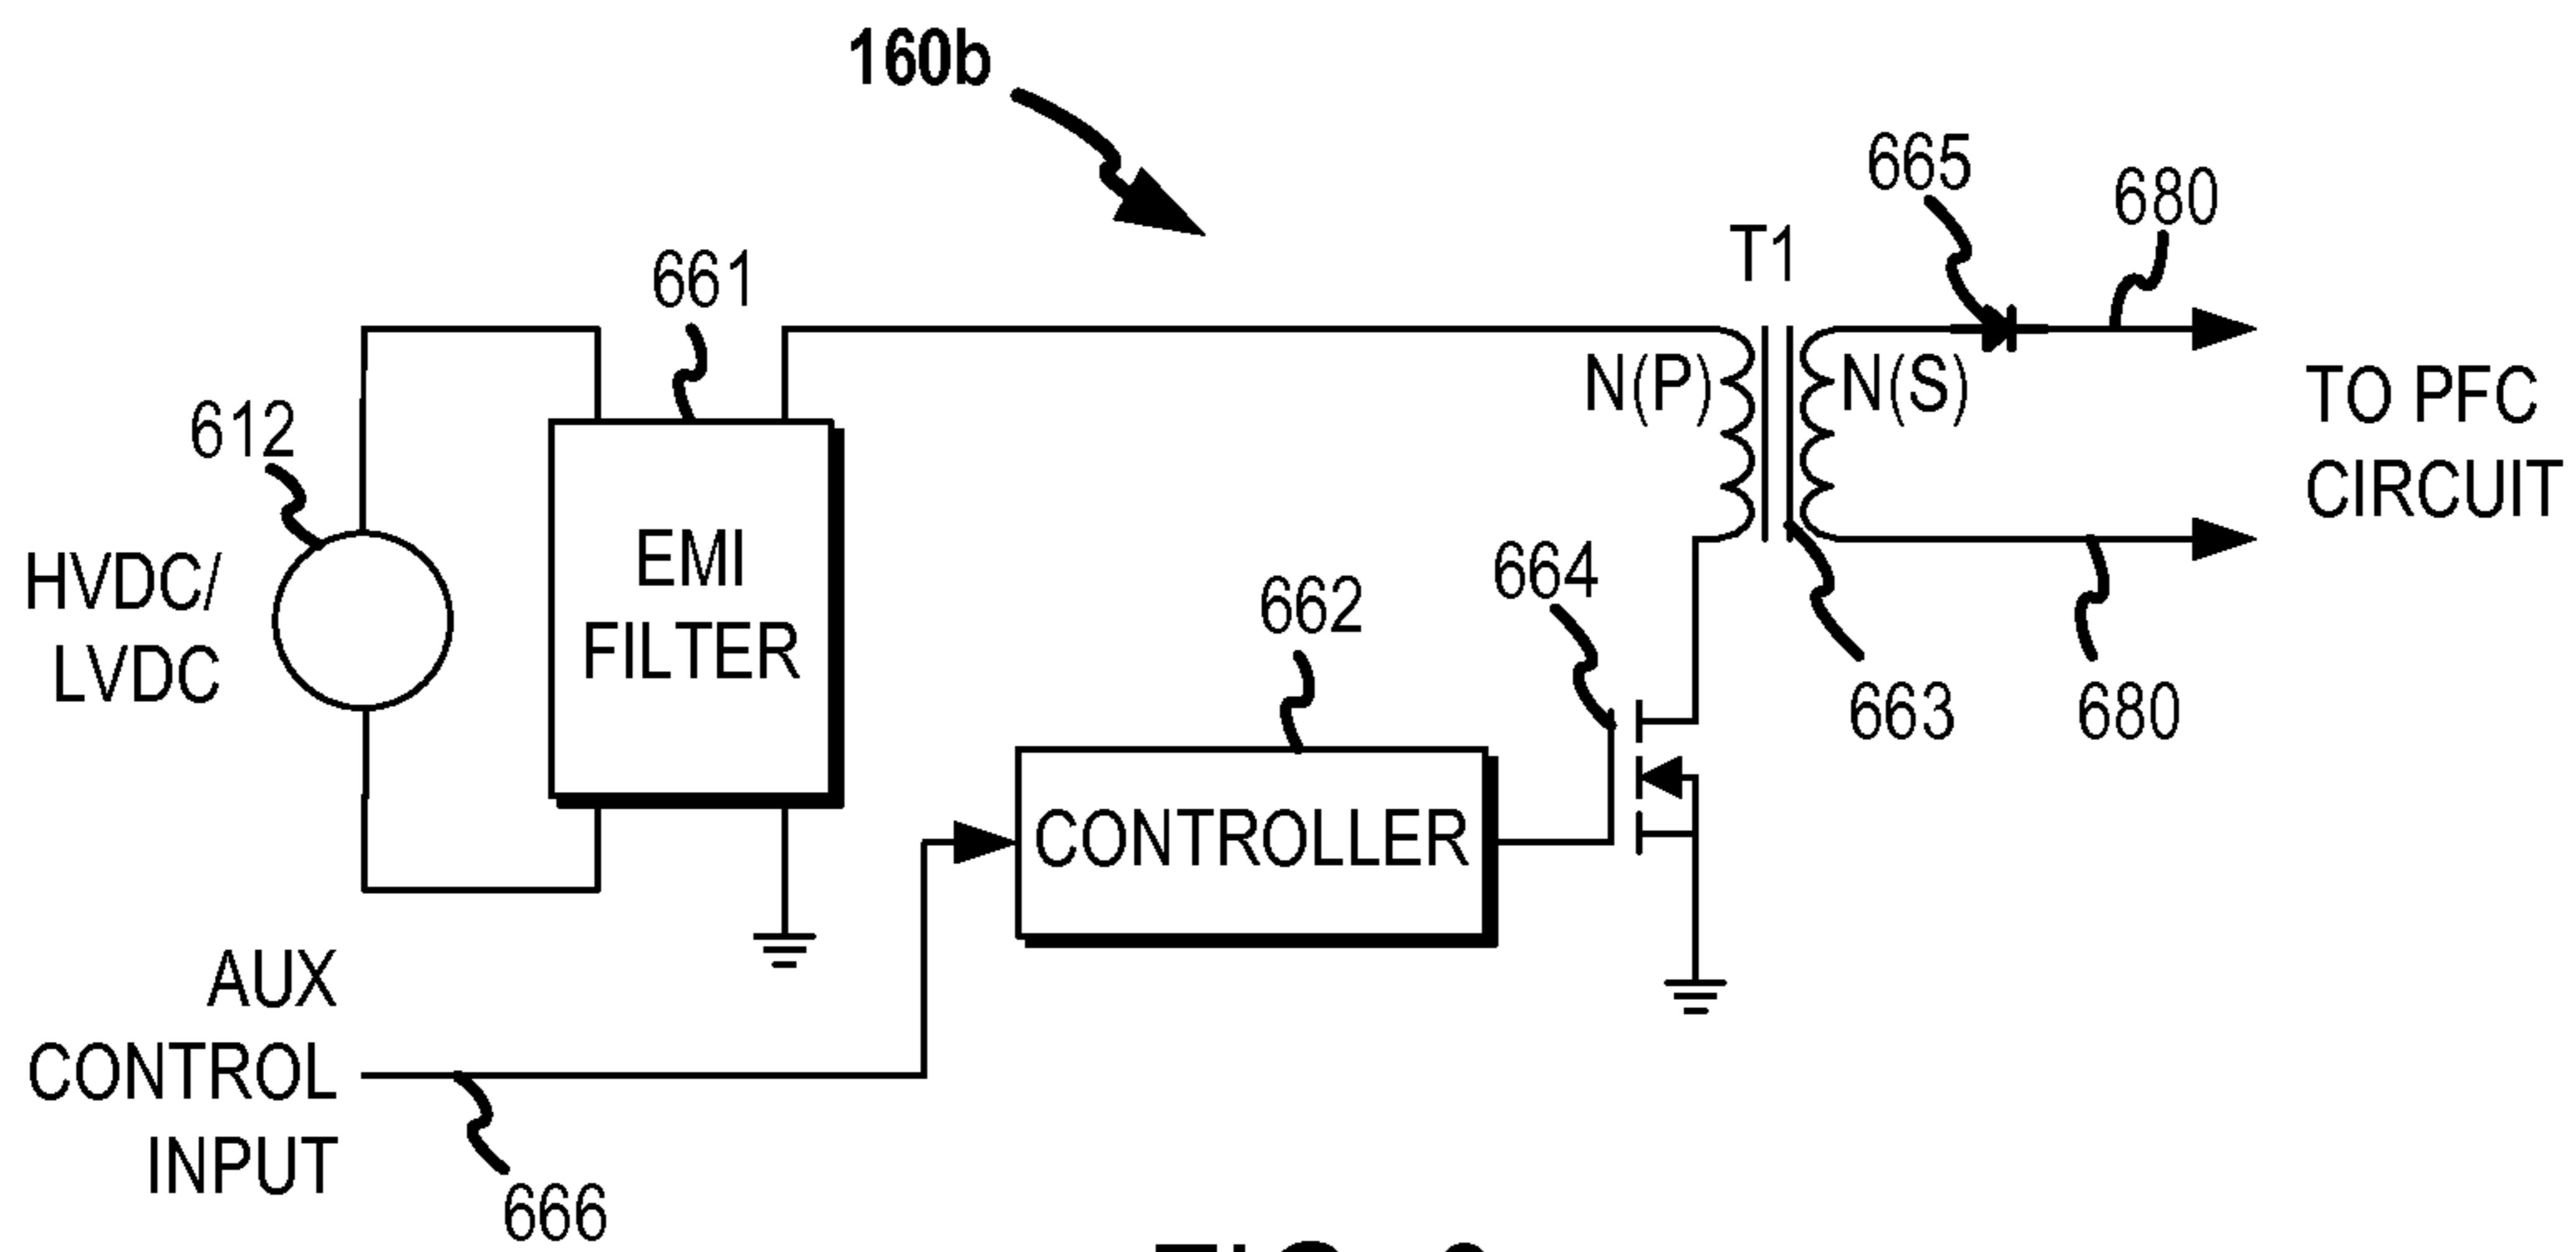 160b
665
680
T1
661
N(P)
N(S)
TO PFC
CIRCUIT
612
HVDC/
LVDC
EMI
FILTER
664
662
663
680
CONTROLLER
AUX
CONTROL
INPUT
666